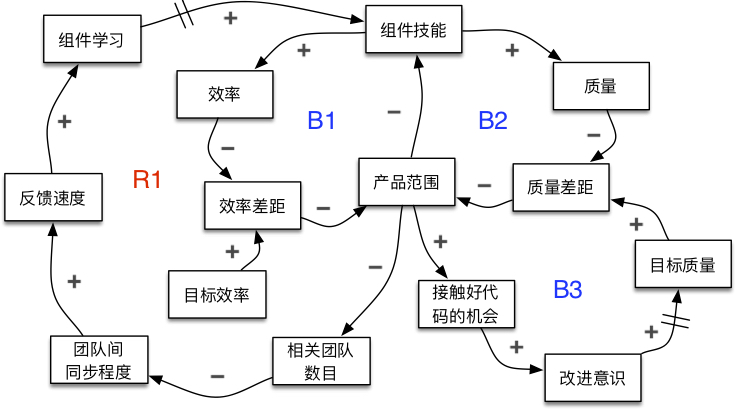 组件学习
+
组件技能
+
+
效率
质量
B1
B2
+
−
−
−
R1
反馈速度
效率差距
产品范围
质量差距
−
−
+
+
目标效率
+
目标质量
−
+
接触好代
码的机会
B3
+
团队间
同步程度
相关团队
数目
−
+
改进意识